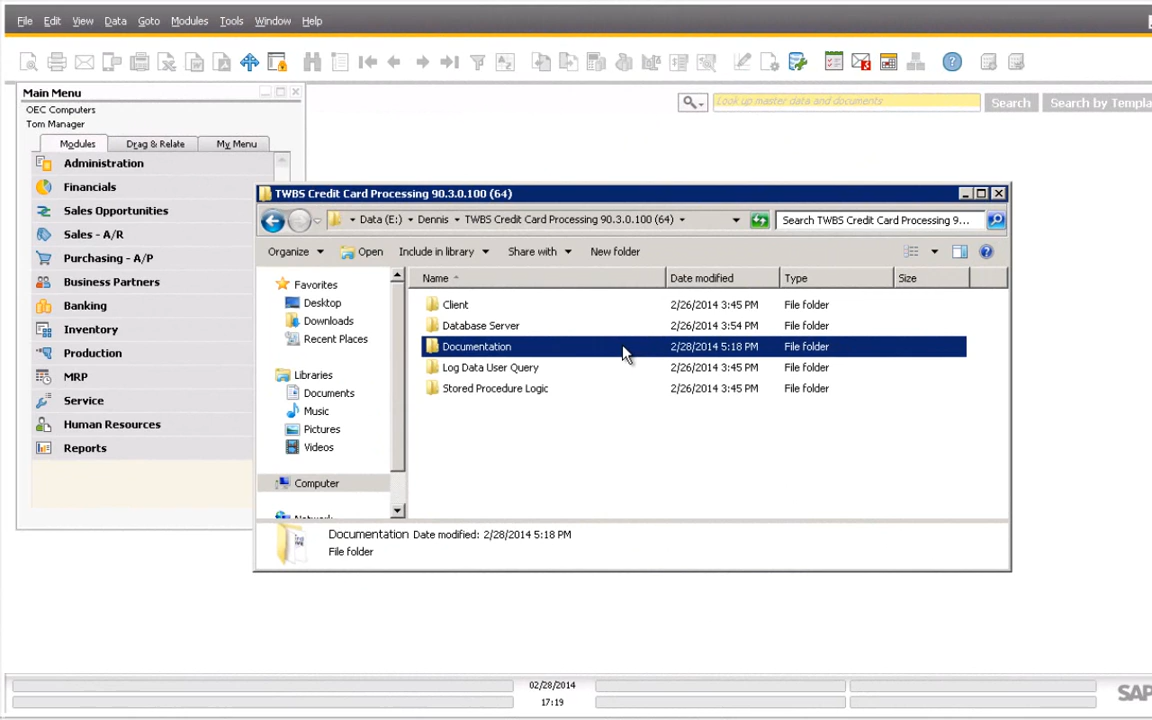 File Edit View Data Goto Modules Tools Window Help
Main Menu
OEC Computers
Tom Manager
Modules Drag & Relate My Menu
Administration
Financials
Sales Opportunities
Sales - A/R
Purchasing - A/P
Business Partners
Banking
Inventory
Production
MRP
Service
Human Resources
Reports
Look up master data and documents Search Search by Templa
TWBS Credit Card Processing 90.3.0.100 (64)
Data (E:) Dennis TWBS Credit Card Processing 90.3.0.100 (64) Search TWBS Credit Card Processing 9...
Organize Open Include in library Share with New folder
Favorites
Desktop
Downloads
Recent Places
Libraries
Documents
Music
Pictures
Videos
Computer
Network
Name Date modified Type Size
Client 2/26/2014 3:45 PM File folder
Database Server 2/26/2014 3:54 PM File folder
Documentation 2/28/2014 5:18 PM File folder
Log Data User Query 2/26/2014 3:45 PM File folder
Stored Procedure Logic 2/26/2014 3:45 PM File folder
Documentation Date modified: 2/28/2014 5:18 PM
File folder
02/28/2014
17:19
SAP